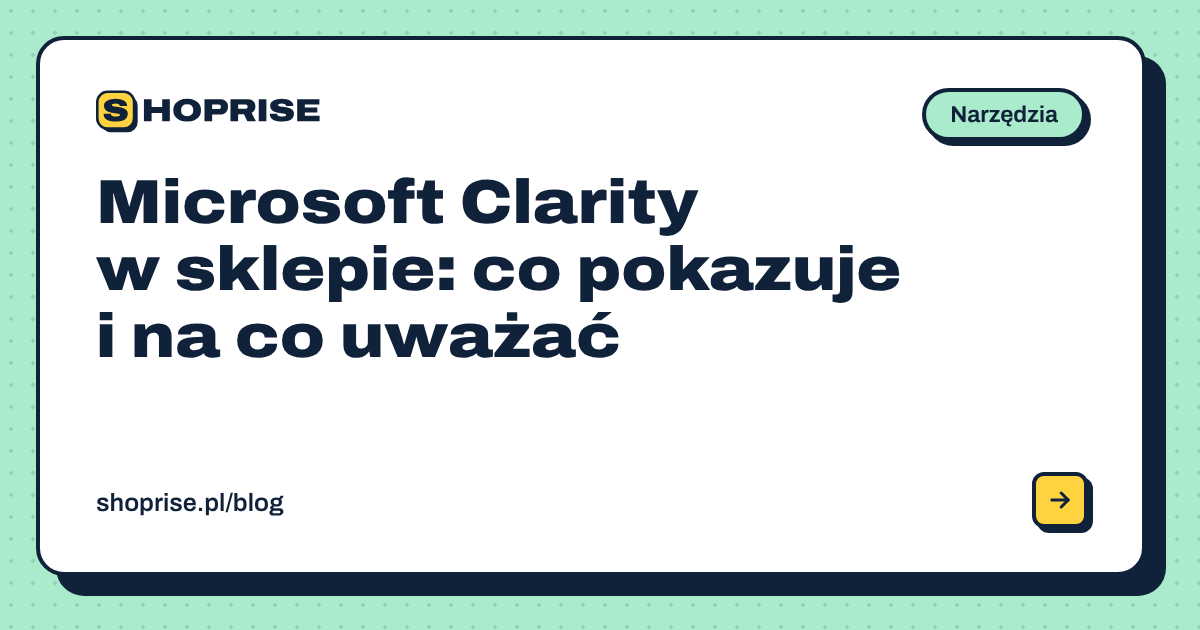 SHOPRISE
Narzędzia
Microsoft Clarity
w sklepie: co pokazuje
i na co uważać
shoprise.pl/blog